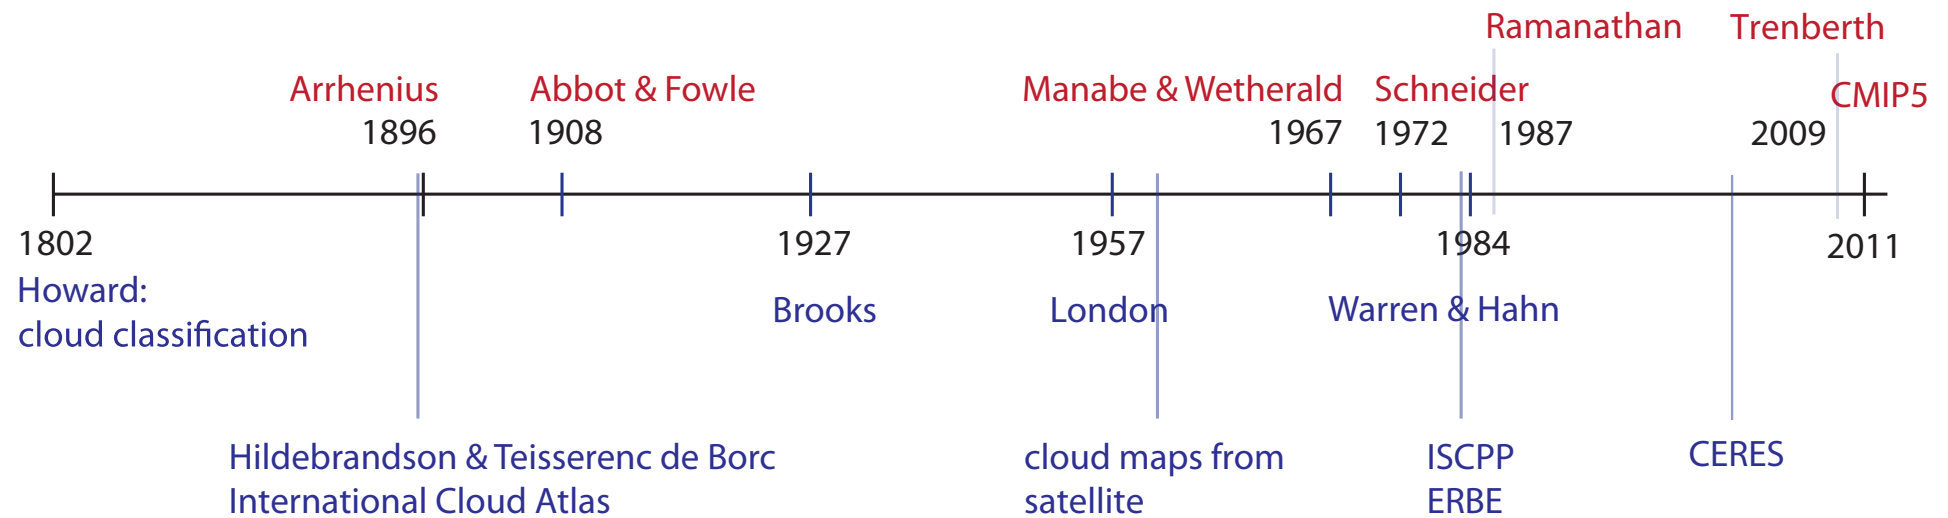 Ramanathan
Trenberth
Arrhenius
Abbot & Fowle
Manabe & Wetherald
Schneider
CMIP5
1896
1908
1967
1972
1987
2009
1802
1927
1957
1984
2011
Howard:
cloud classification
Brooks
London
Warren & Hahn
Hildebrandson & Teisserenc de Borc
International Cloud Atlas
cloud maps from
satellite
ISCPP
ERBE
CERES